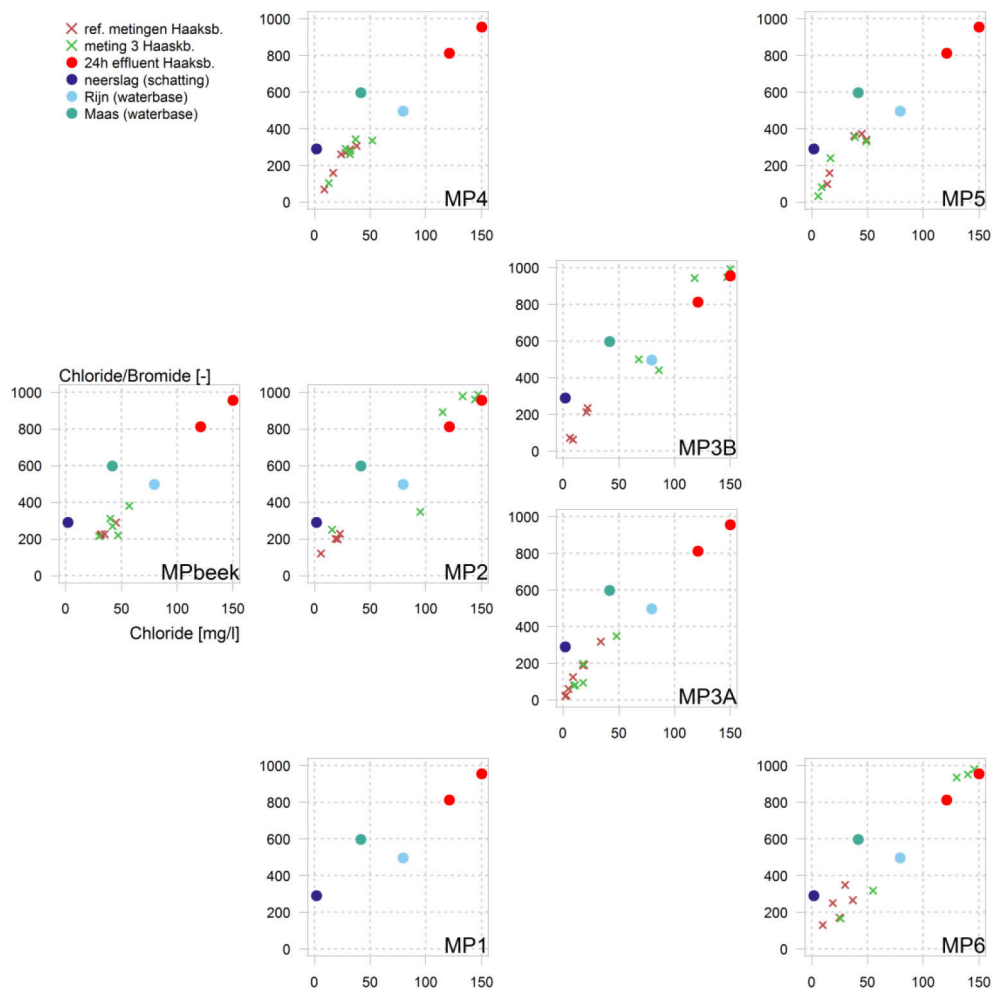 ref. metingen Haaksb.
meting 3 Haaskb.
24h effluent Haaksb.
neerslag (schatting)
Rijn (waterbase)
Maas (waterbase)
1000
800
600
400
200
0
MP4
0 50 100 150
1000
800
600
400
200
0
MP5
0 50 100 150
1000
800
600
400
200
0
MP3B
0 50 100 150
Chloride/Bromide [-]
1000
800
600
400
200
0
MPbeek
0 50 100 150
Chloride [mg/l]
1000
800
600
400
200
0
MP2
0 50 100 150
1000
800
600
400
200
0
MP3A
0 50 100 150
1000
800
600
400
200
0
MP1
0 50 100 150
1000
800
600
400
200
0
MP6
0 50 100 150